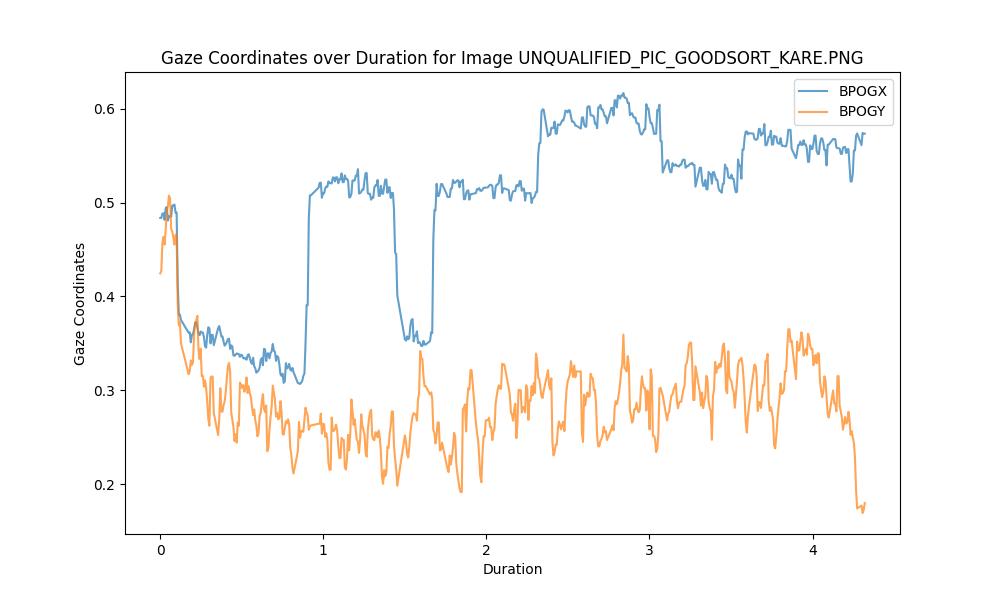 Gaze Coordinates over Duration for Image UNQUALIFIED_PIC_GOODSORT_KARE.PNG
BPOGX
BPOGY
0.6
0.5
0.4
0.3
0.2
Gaze Coordinates
0 1 2 3 4
Duration